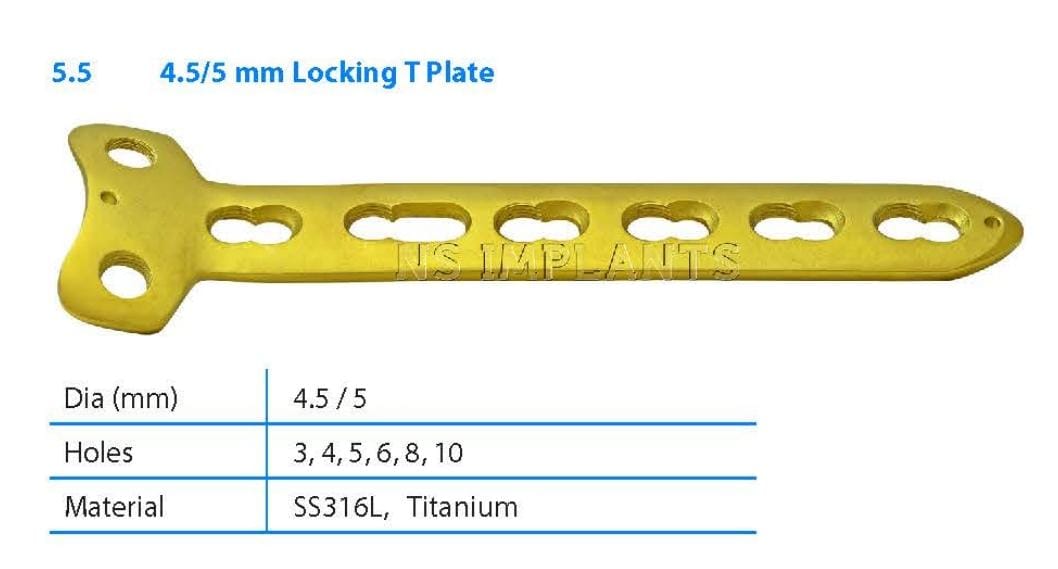 5.5 4.5/5 mm Locking T Plate
NS IMPLANTS
Dia (mm) 4.5 / 5
Holes 3, 4, 5, 6, 8, 10
Material SS316L, Titanium